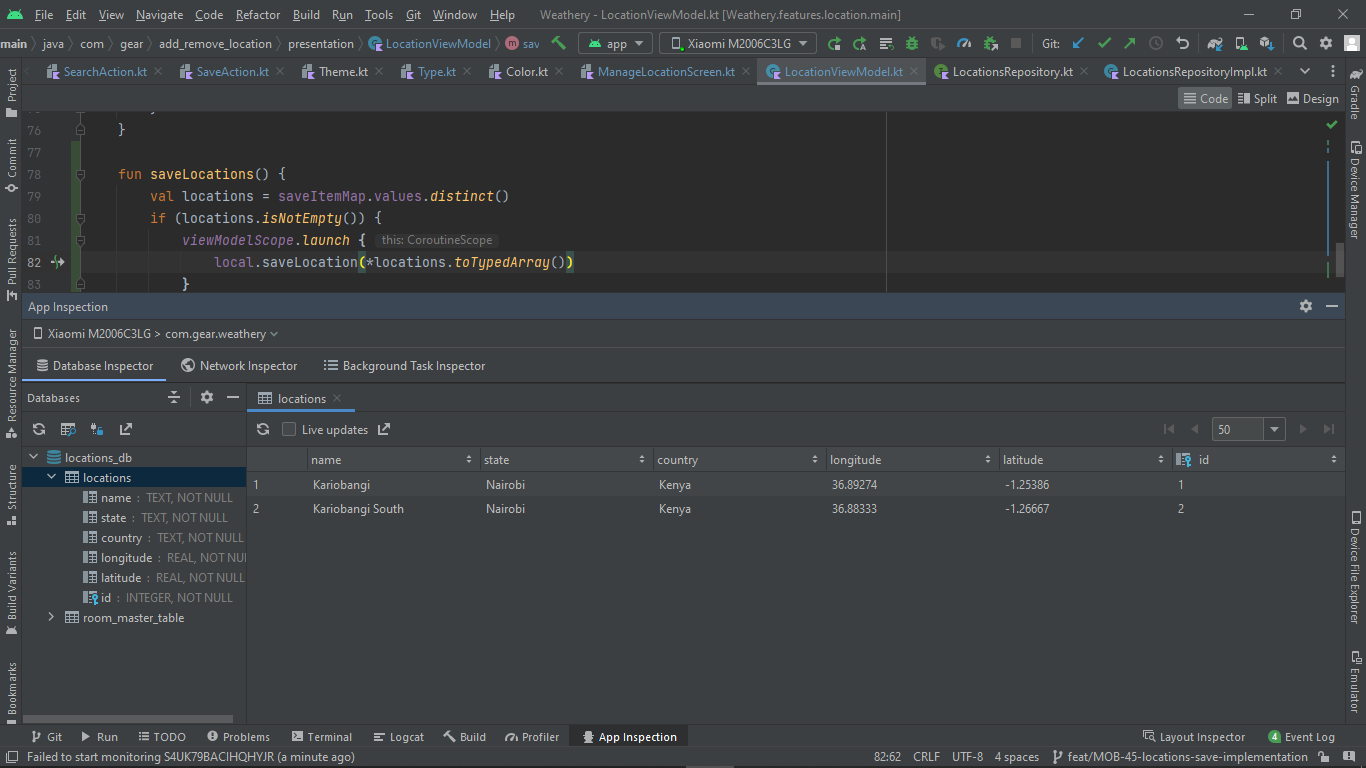 File Edit View Navigate Code Refactor Build Run Tools Git Window Help Weathery - LocationViewModel.kt [Weathery.features.location.main]
main java com gear add_remove_location presentation LocationViewModel m sav app Xiaomi M2006C3LG Git:
SearchAction.kt SaveAction.kt Theme.kt Type.kt Color.kt ManageLocationScreen.kt LocationViewModel.kt LocationsRepository.kt LocationsRepositoryImpl.kt
Code Split Design
76 }
77
78 fun saveLocations() {
79 val locations = saveItemMap.values.distinct()
80 if (locations.isNotEmpty()) {
81 viewModelScope.launch { this: CoroutineScope
82 local.saveLocation(*locations.toTypedArray())
83 }
App Inspection
Xiaomi M2006C3LG > com.gear.weathery
Database Inspector Network Inspector Background Task Inspector
Databases
locations
Live updates
50
name state country longitude latitude id
1 Kariobangi Nairobi Kenya 36.89274 -1.25386 1
2 Kariobangi South Nairobi Kenya 36.88333 -1.26667 2
locations_db
locations
name : TEXT, NOT NULL
state : TEXT, NOT NULL
country : TEXT, NOT NULL
longitude : REAL, NOT NUI
latitude : REAL, NOT NULL
id : INTEGER, NOT NULL
room_master_table
Project
Commit
Pull Requests
Resource Manager
Structure
Build Variants
Bookmarks
Gradle
Device Manager
Device File Explorer
Emulator
Git Run TODO Problems Terminal Logcat Build Profiler App Inspection Layout Inspector 4 Event Log
Failed to start monitoring S4UK79BACIHQHYJR (a minute ago) 82:62 CRLF UTF-8 4 spaces feat/MOB-45-locations-save-implementation